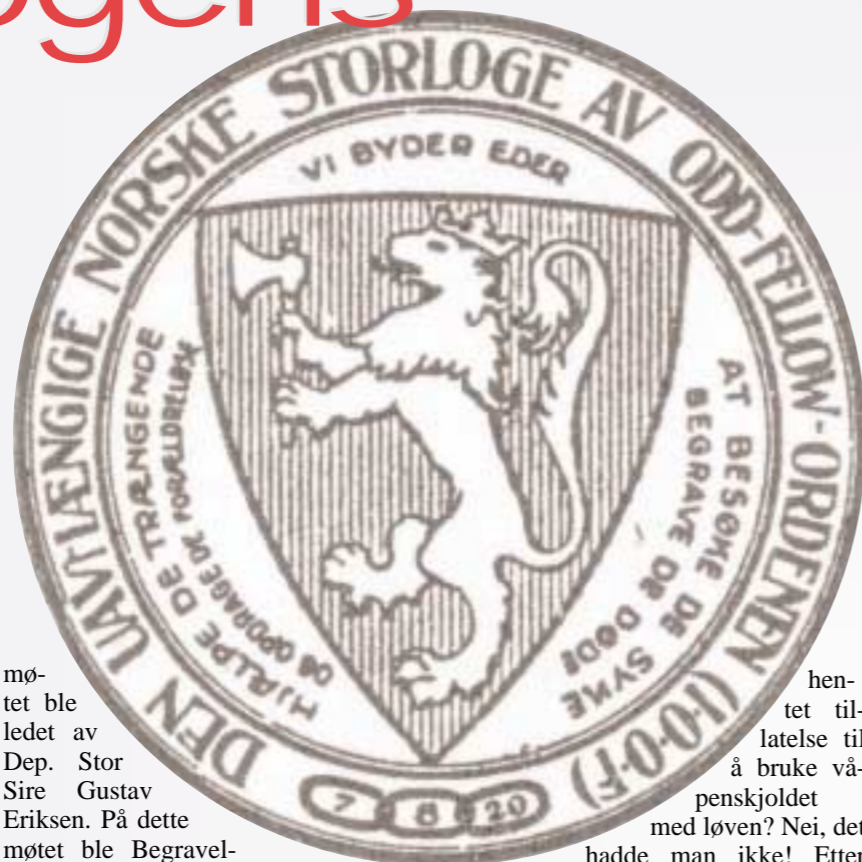 ogens
DEN UAVHÆNGIGE NORSKE STORLOGE AV ODD-FELLOW-ORDENEN (I·O·O·F)
VI BYDER EDER
AT BESØKE DE SYKE
BEGRAVE DE DØDE
HJÆLPE DE TRÆNGENDE
OG OPDRAGE DE FORÆLDRELØSE
7 8 20
mø-
tet ble
ledet av
Dep. Stor
Sire Gustav
Eriksen. På dette
møtet ble Begravel-
hen-
tet til-
latelse til
å bruke vå-
penskjoldet
med løven? Nei, det
hadde man ikke! Etter